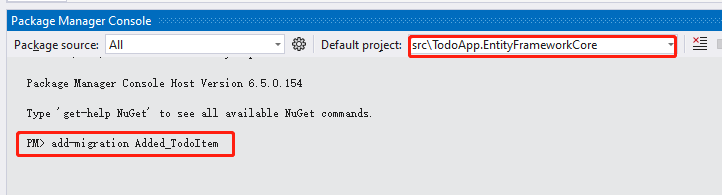 Package Manager Console
Package source: All Default project: src\TodoApp.EntityFrameworkCore
Package Manager Console Host Version 6.5.0.154
Type 'get-help NuGet' to see all available NuGet commands.
PM> add-migration Added_TodoItem